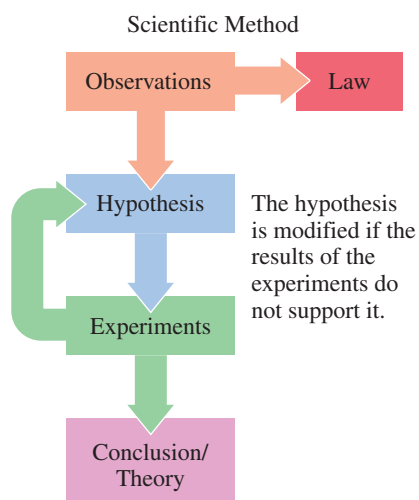 Scientific Method
Observations
Law
Hypothesis
The hypothesis
is modified if the
results of the
experiments do
not support it.
Experiments
Conclusion/
Theory